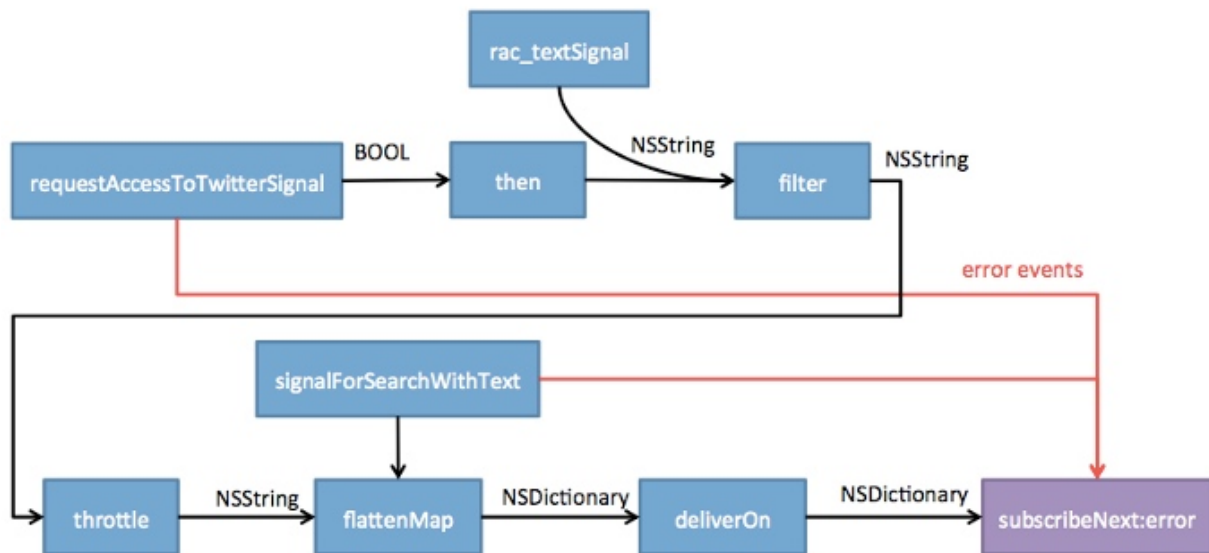 rac_textSignal
BOOL
NSString
NSString
requestAccessToTwitterSignal
then
filter
error events
signalForSearchWithText
NSString
NSDictionary
NSDictionary
throttle
flattenMap
deliverOn
subscribeNext:error